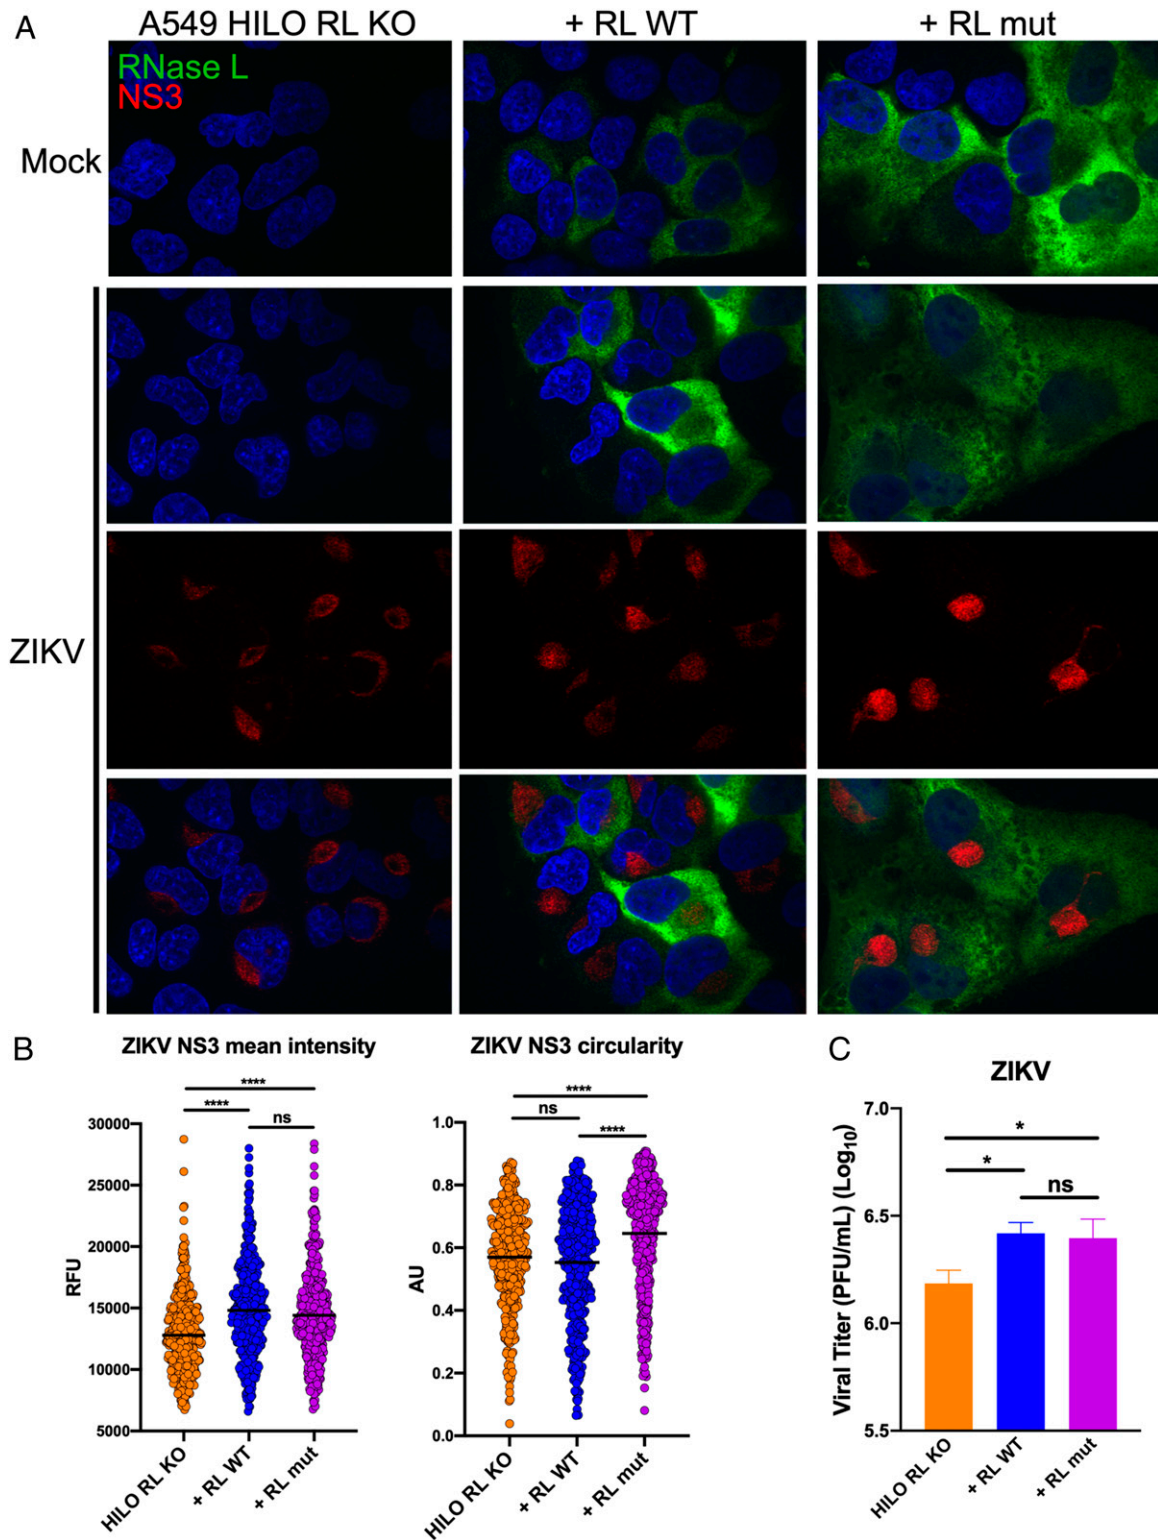 A
A549 HILO RL KO
+ RL WT
+ RL mut
RNase L
NS3
Mock
ZIKV
B
ZIKV NS3 mean intensity
****
****
ns
30000
25000
20000
15000
10000
5000
RFU
HILO RL KO
+ RL WT
+ RL mut
ZIKV NS3 circularity
****
ns
****
1.0
0.8
0.6
0.4
0.2
0.0
AU
HILO RL KO
+ RL WT
+ RL mut
C
ZIKV
*
*
ns
7.0
6.5
6.0
5.5
Viral Titer (PFU/mL) (Log₁₀)
HILO RL KO
+ RL WT
+ RL mut